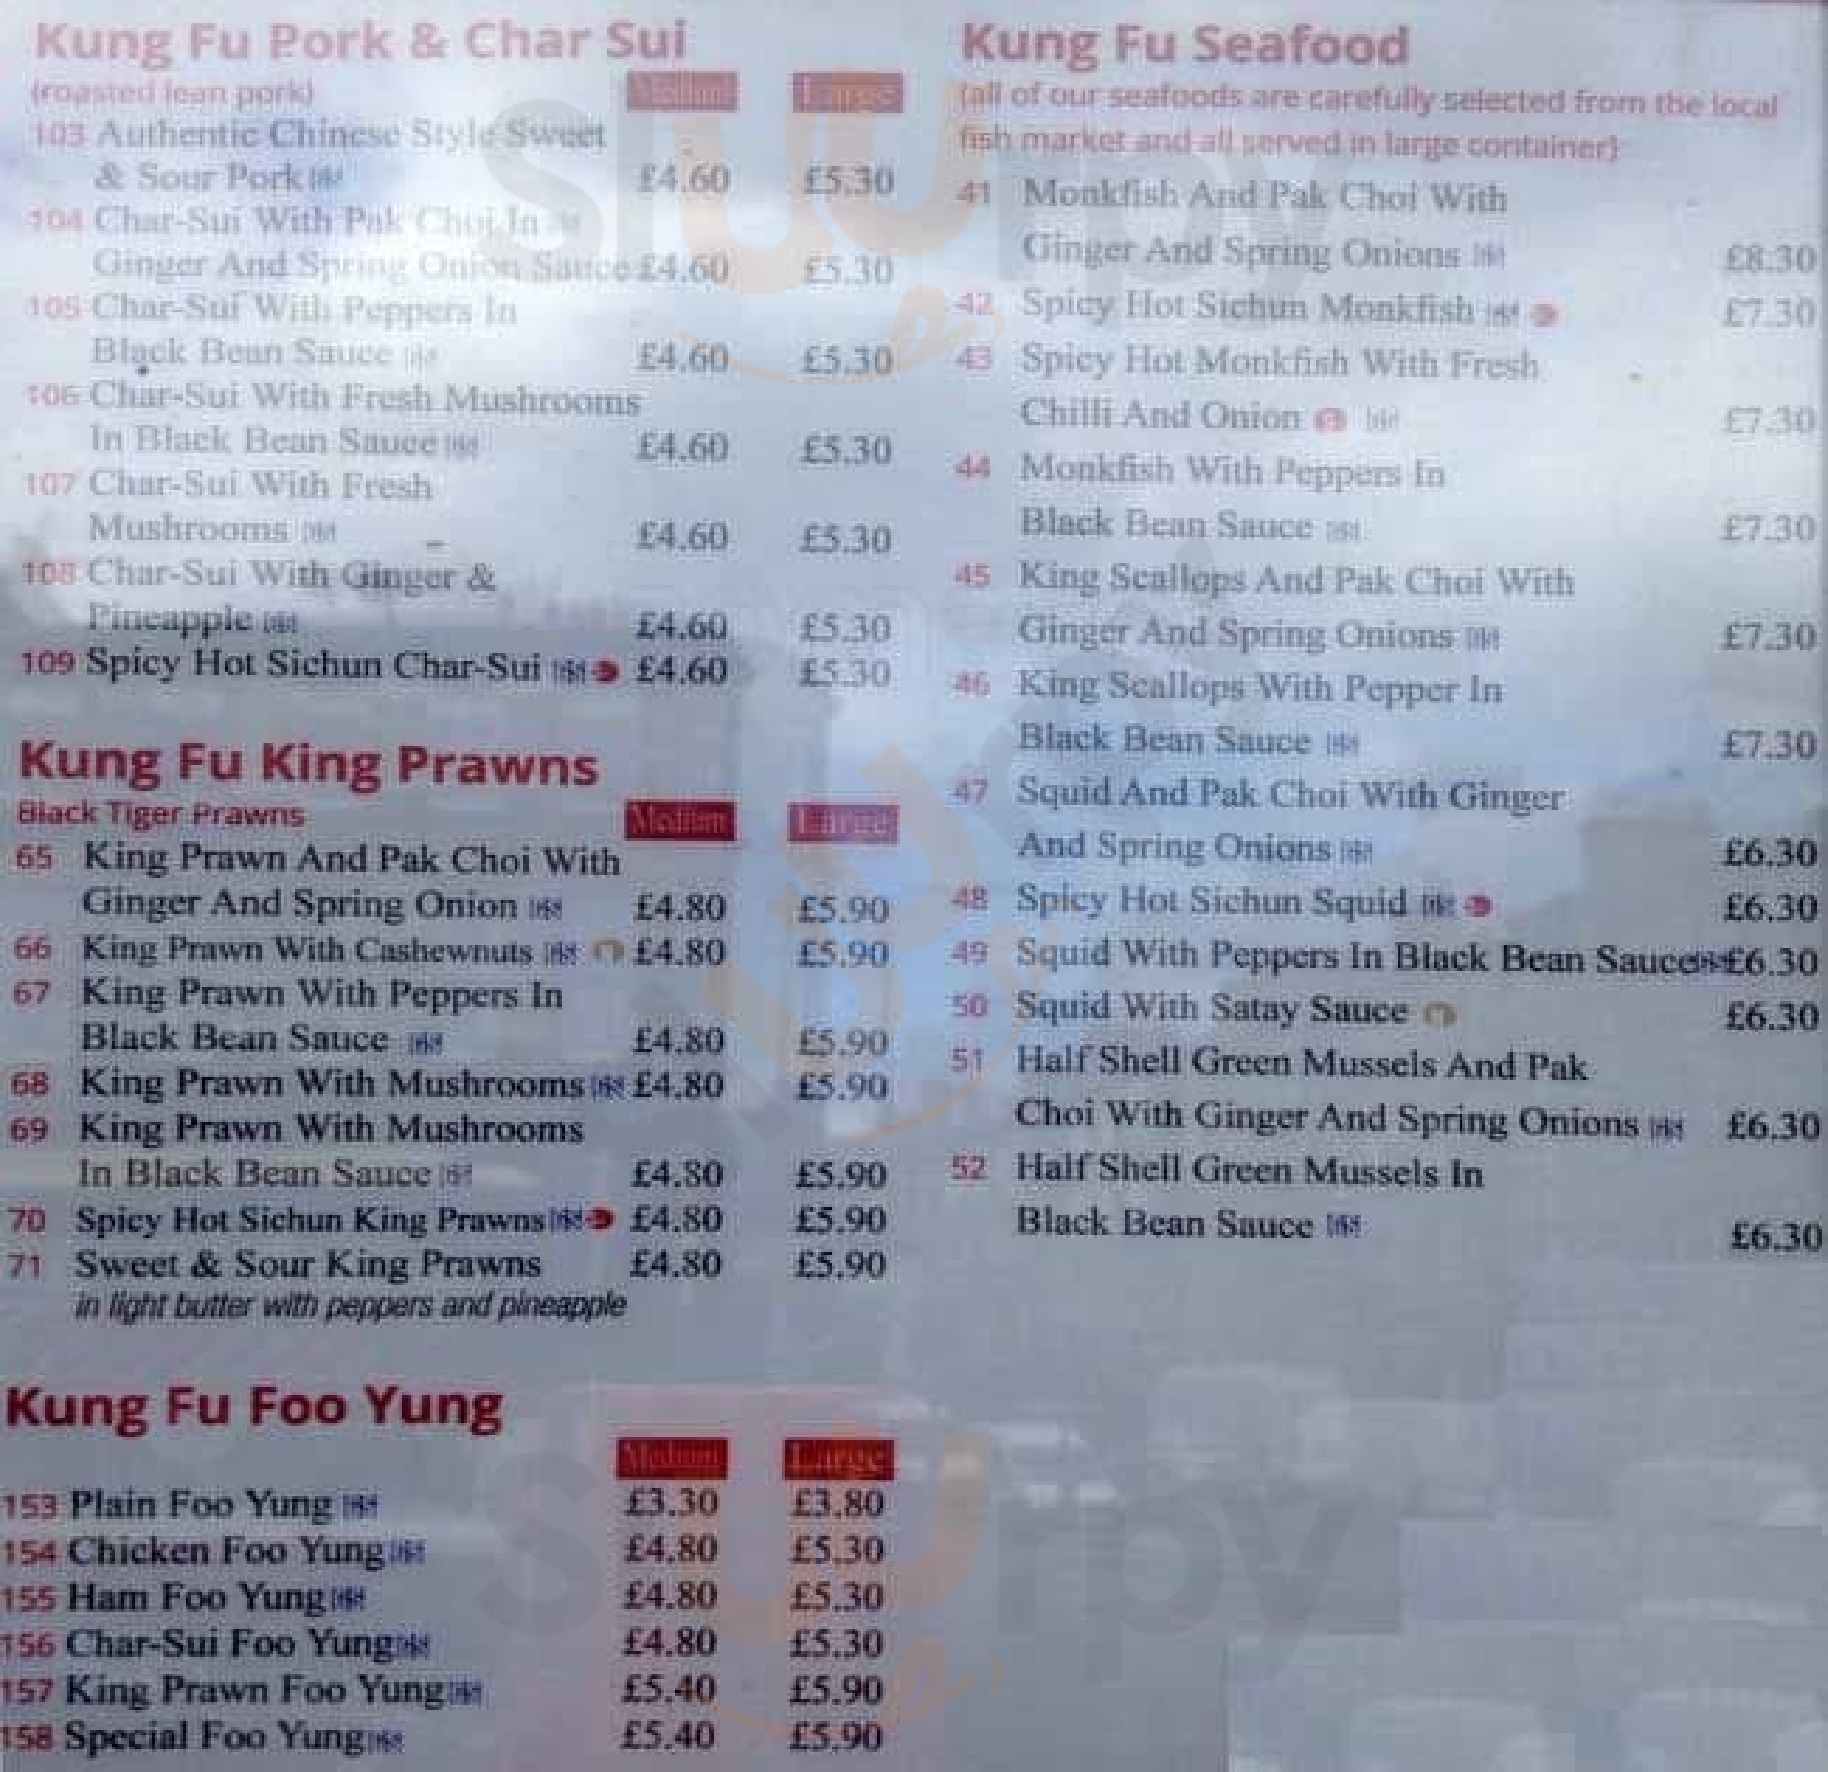 Kung Fu Pork & Char Sui
(roasted lean pork) Medium Large
103 Authentic Chinese Style Sweet
& Sour Pork £4.60 £5.30
104 Char-Sui With Pak Choi In
Ginger And Spring Onion Sauce £4.60 £5.30
105 Char-Sui With Peppers In
Black Bean Sauce £4.60 £5.30
106 Char-Sui With Fresh Mushrooms
In Black Bean Sauce £4.60 £5.30
107 Char-Sui With Fresh
Mushrooms £4.60 £5.30
108 Char-Sui With Ginger &
Pineapple £4.60 £5.30
109 Spicy Hot Sichun Char-Sui £4.60 £5.30
Kung Fu King Prawns
Black Tiger Prawns Medium Large
65 King Prawn And Pak Choi With
Ginger And Spring Onion £4.80 £5.90
66 King Prawn With Cashewnuts £4.80 £5.90
67 King Prawn With Peppers In
Black Bean Sauce £4.80 £5.90
68 King Prawn With Mushrooms £4.80 £5.90
69 King Prawn With Mushrooms
In Black Bean Sauce £4.80 £5.90
70 Spicy Hot Sichun King Prawns £4.80 £5.90
71 Sweet & Sour King Prawns £4.80 £5.90
in light butter with peppers and pineapple
Kung Fu Foo Yung
Medium Large
153 Plain Foo Yung £3.30 £3.80
154 Chicken Foo Yung £4.80 £5.30
155 Ham Foo Yung £4.80 £5.30
156 Char-Sui Foo Yung £4.80 £5.30
157 King Prawn Foo Yung £5.40 £5.90
158 Special Foo Yung £5.40 £5.90
Kung Fu Seafood
(all of our seafoods are carefully selected from the local
fish market and all served in large container)
41 Monkfish And Pak Choi With
Ginger And Spring Onions £8.30
42 Spicy Hot Sichun Monkfish £7.30
43 Spicy Hot Monkfish With Fresh
Chilli And Onion £7.30
44 Monkfish With Peppers In
Black Bean Sauce £7.30
45 King Scallops And Pak Choi With
Ginger And Spring Onions £7.30
46 King Scallops With Pepper In
Black Bean Sauce £7.30
47 Squid And Pak Choi With Ginger
And Spring Onions £6.30
48 Spicy Hot Sichun Squid £6.30
49 Squid With Peppers In Black Bean Sauce £6.30
50 Squid With Satay Sauce £6.30
51 Half Shell Green Mussels And Pak
Choi With Ginger And Spring Onions £6.30
52 Half Shell Green Mussels In
Black Bean Sauce £6.30
sluurpy
sluurpy
sluurpy